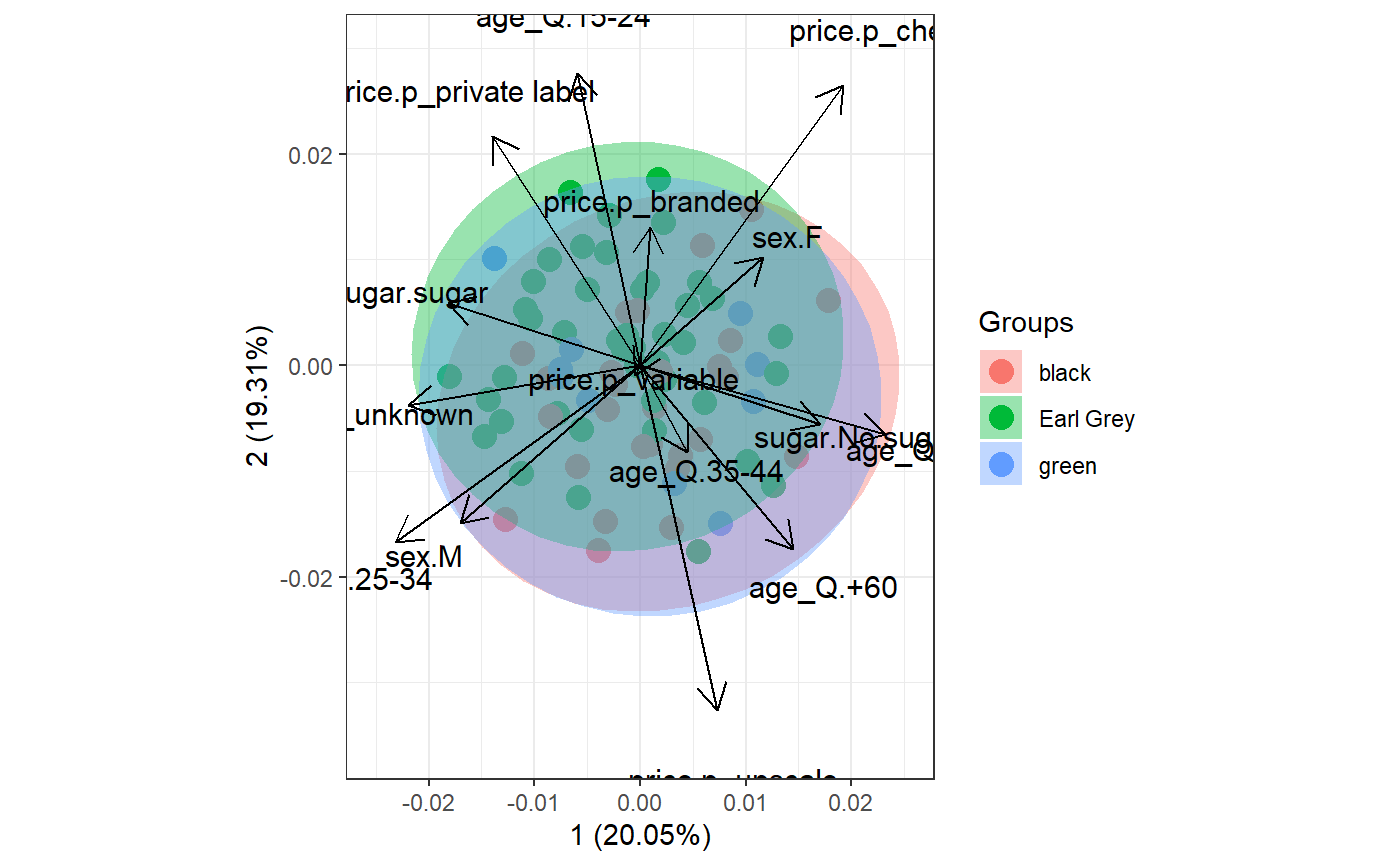 age_Q.15-24
price.p_che
rice.p_private label
0.02
price.p_branded
sex.F
ugar.sugar
Groups
black
Earl Grey
green
0.00
price.p_variable
_unknown
sugar.No.sug
age_Q
age_Q.35-44
sex.M
.25-34
-0.02
age_Q.+60
price.p_upscale
-0.02 -0.01 0.00 0.01 0.02
1 (20.05%)
2 (19.31%)